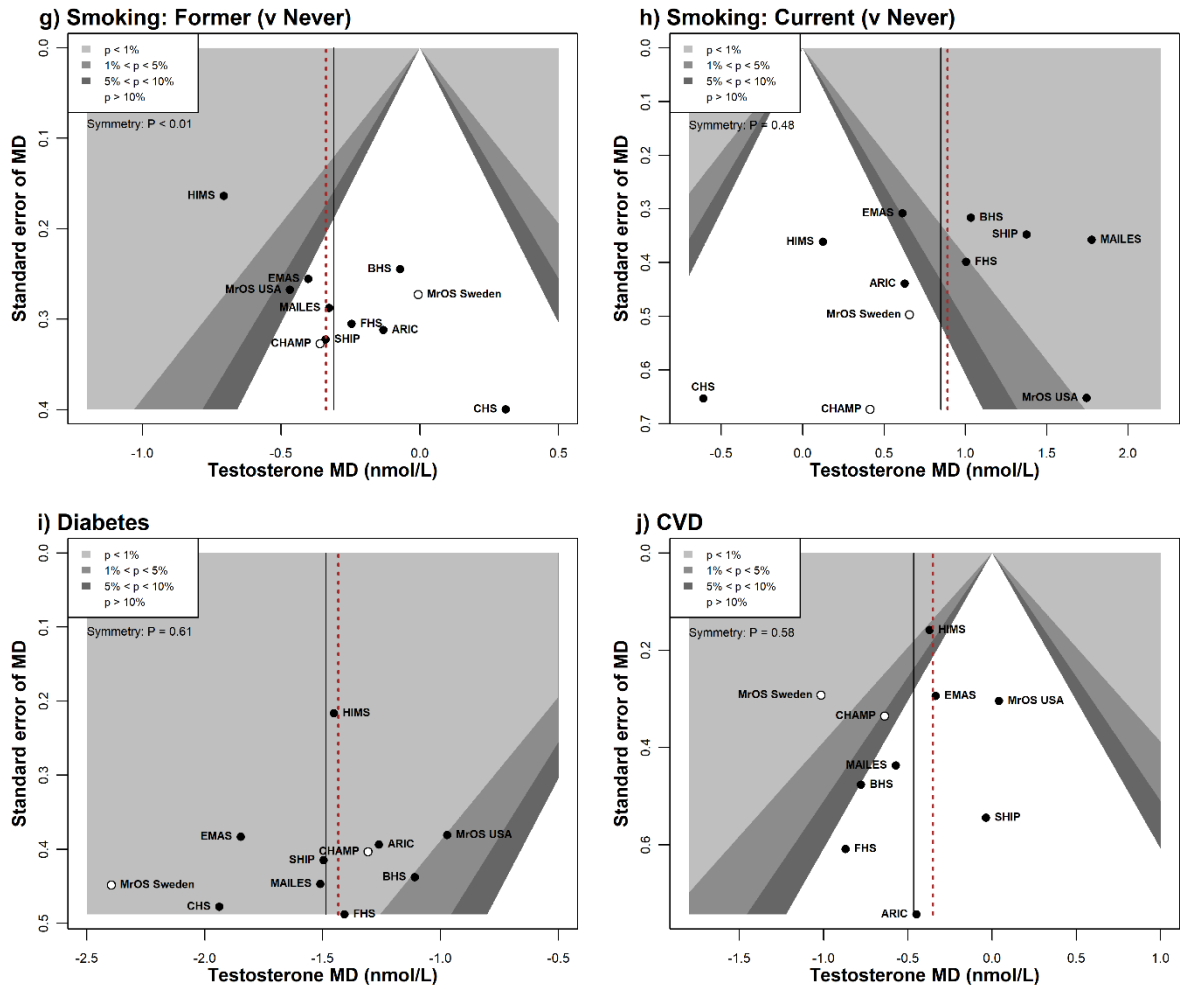 g) Smoking: Former (v Never)
p < 1%
1% < p < 5%
5% < p < 10%
p > 10%
Symmetry: P < 0.01
HIMS
BHS
EMAS
MrOS USA
MrOS Sweden
MAILES
FHS
ARIC
SHIP
CHAMP
CHS
0.0
0.1
0.2
0.3
0.4
Standard error of MD
-1.0
-0.5
0.0
0.5
Testosterone MD (nmol/L)
h) Smoking: Current (v Never)
p < 1%
1% < p < 5%
5% < p < 10%
p > 10%
Symmetry: P = 0.48
EMAS
BHS
SHIP
MAILES
HIMS
FHS
ARIC
MrOS Sweden
CHS
MrOS USA
CHAMP
0.0
0.1
0.2
0.3
0.4
0.5
0.6
0.7
Standard error of MD
-0.5
0.0
0.5
1.0
1.5
2.0
Testosterone MD (nmol/L)
i) Diabetes
p < 1%
1% < p < 5%
5% < p < 10%
p > 10%
Symmetry: P = 0.61
HIMS
EMAS
MrOS USA
ARIC
CHAMP
SHIP
BHS
MAILES
MrOS Sweden
CHS
FHS
0.0
0.1
0.2
0.3
0.4
0.5
Standard error of MD
-2.5
-2.0
-1.5
-1.0
-0.5
Testosterone MD (nmol/L)
j) CVD
p < 1%
1% < p < 5%
5% < p < 10%
p > 10%
Symmetry: P = 0.58
HIMS
MrOS Sweden
EMAS
MrOS USA
CHAMP
MAILES
BHS
SHIP
FHS
ARIC
0.0
0.2
0.4
0.6
Standard error of MD
-1.5
-1.0
-0.5
0.0
0.5
1.0
Testosterone MD (nmol/L)